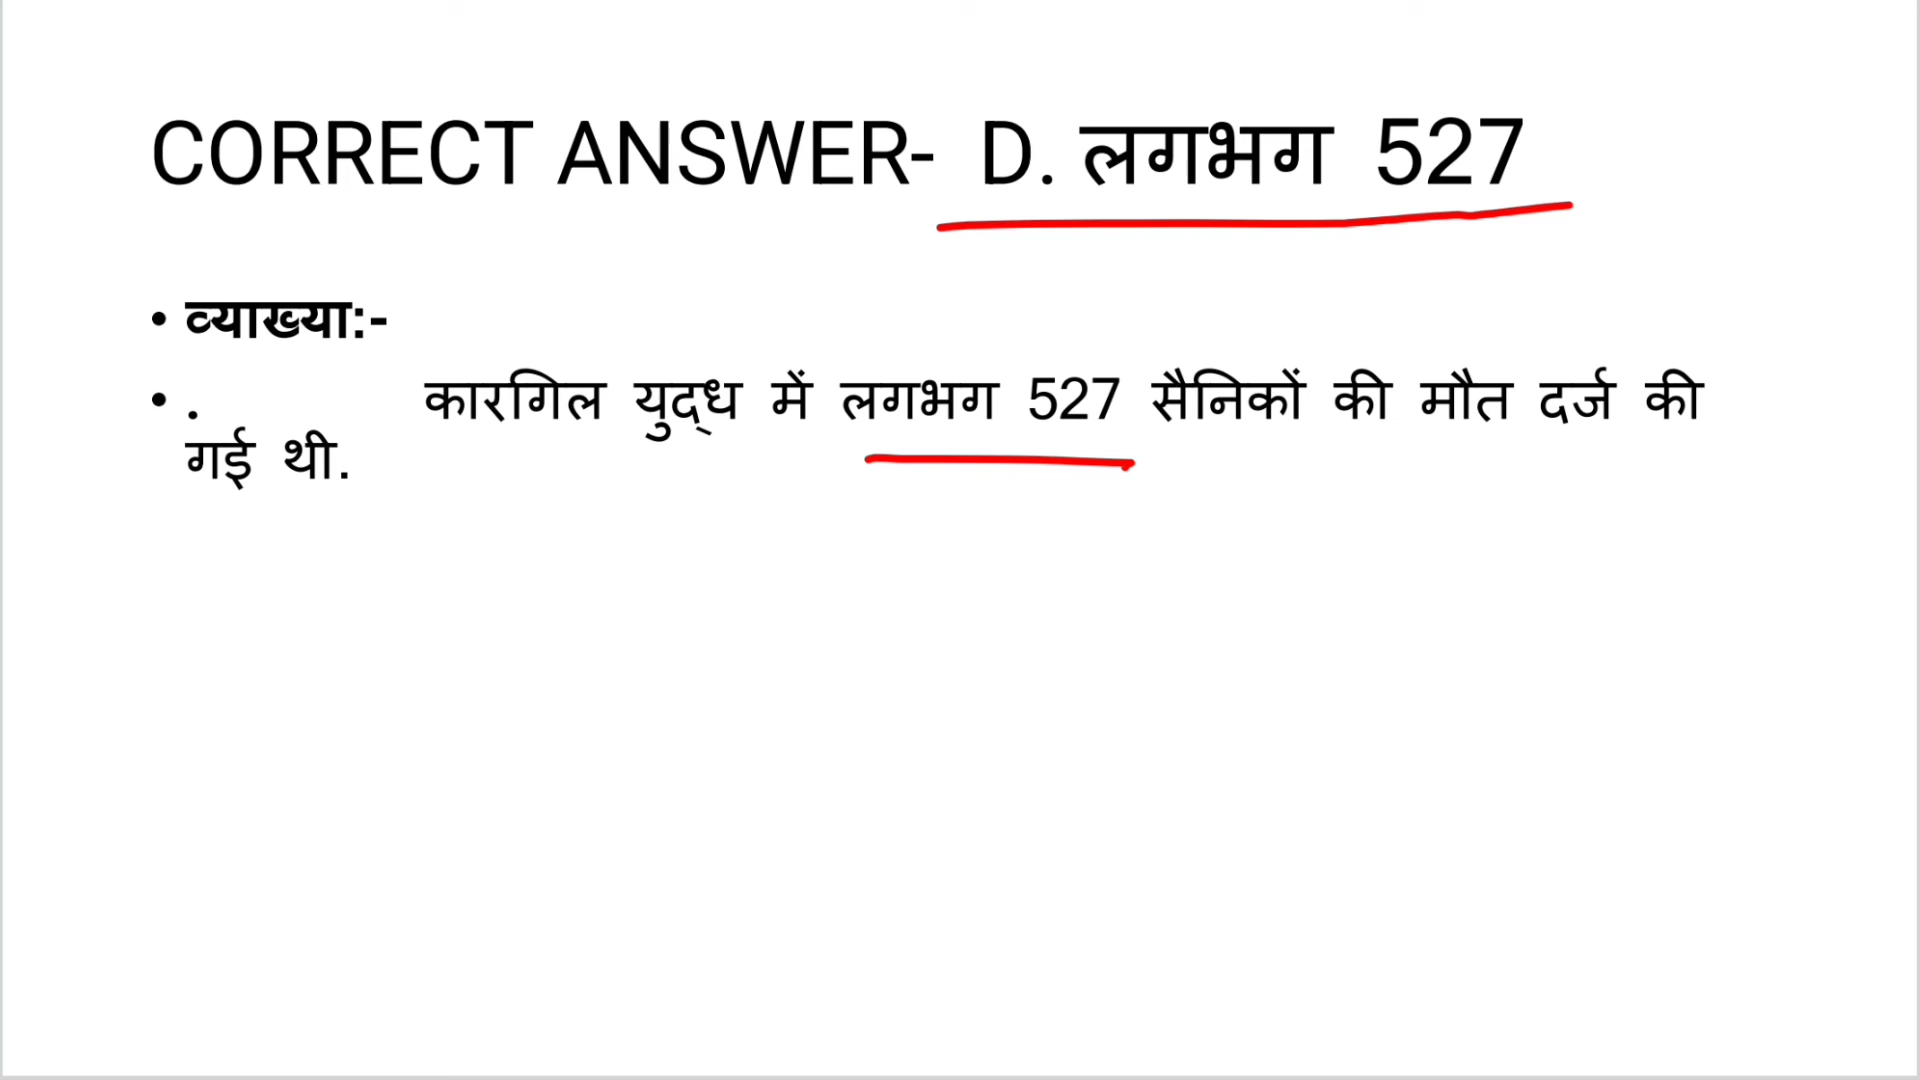 CORRECT ANSWER- D. लगभग 527
• व्याख्या:-
• . कारगिल युद्ध में लगभग 527 सैनिकों की मौत दर्ज की
गई थी.